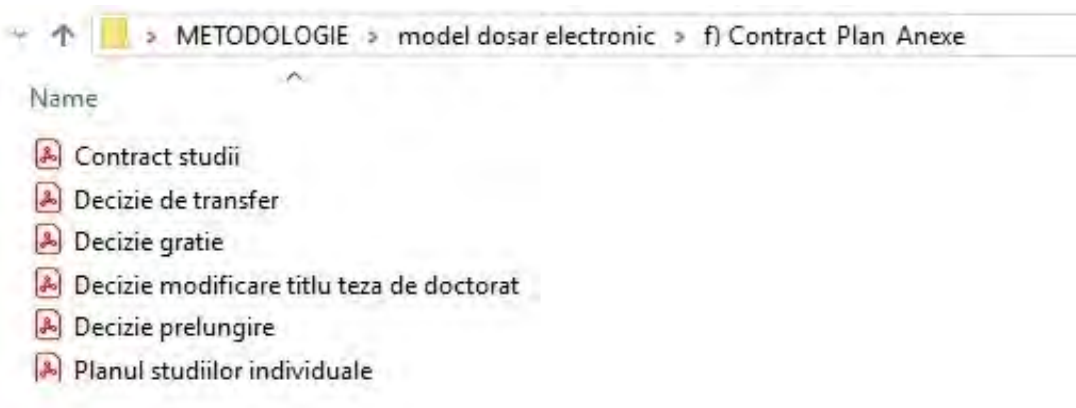 METODOLOGIE > model dosar electronic > f) Contract Plan Anexe
Name
Contract studii
Decizie de transfer
Decizie gratie
Decizie modificare titlu teza de doctorat
Decizie prelungire
Planul studiilor individuale